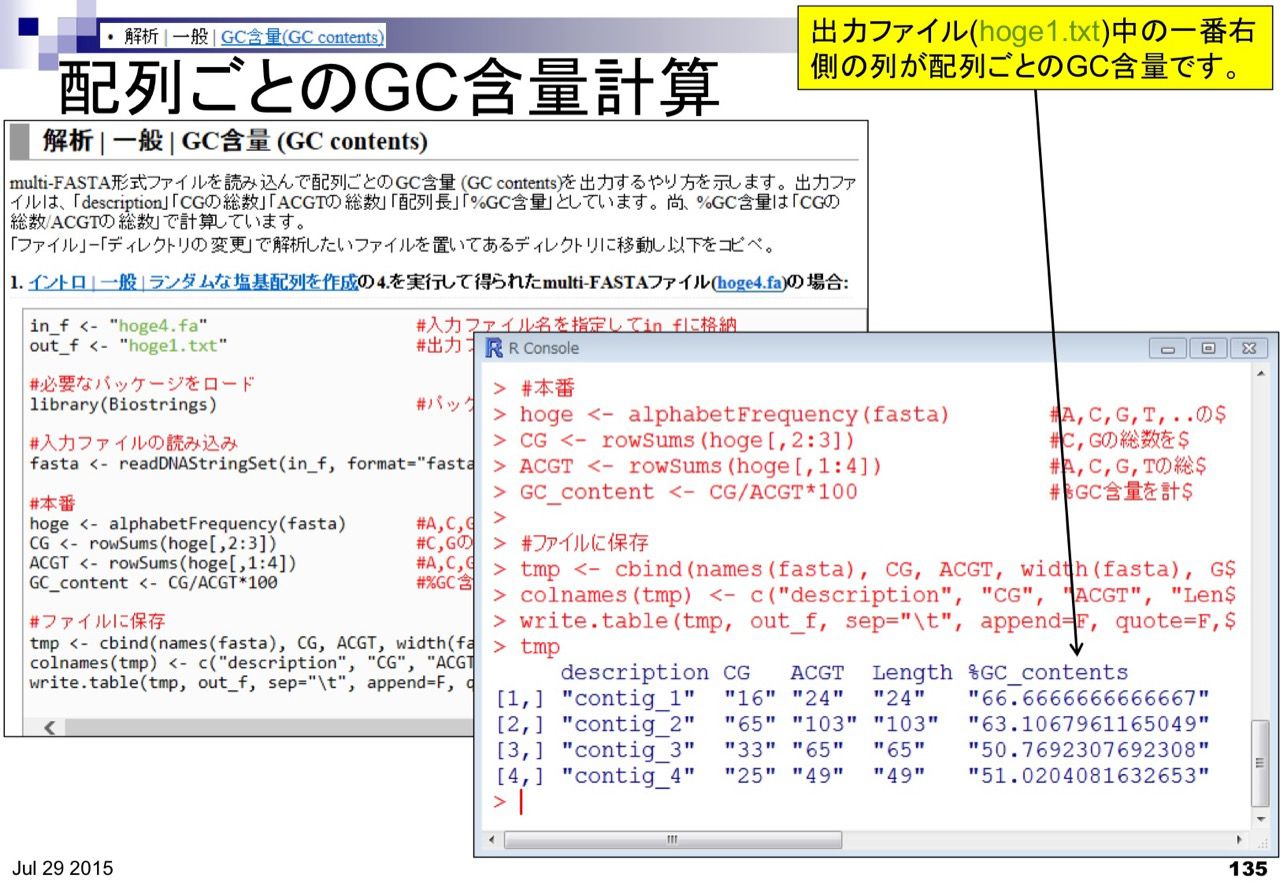 • 解析 | 一般 | GC含量(GC contents)
配列ごとのGC含量計算
出力ファイル(hoge1.txt)中の一番右
側の列が配列ごとのGC含量です。
解析 | 一般 | GC含量 (GC contents)
multi-FASTA形式ファイルを読み込んで配列ごとのGC含量 (GC contents)を出力するやり方を示します。出力ファ
イルは、「description」「CGの総数」「ACGTの総数」「配列長」「%GC含量」としています。尚、%GC含量は「CGの
総数/ACGTの総数」で計算しています。
「ファイル」-「ディレクトリの変更」で解析したいファイルを置いてあるディレクトリに移動し以下をコピペ。
1. イントロ | 一般 | ランダムな塩基配列を作成の4.を実行して得られたmulti-FASTAファイル(hoge4.fa)の場合:
in_f <- "hoge4.fa" #入力ファイル名を指定してin_fに格納
out_f <- "hoge1.txt" #出力フ
#必要なパッケージをロード
library(Biostrings) #パック
#入力ファイルの読み込み
fasta <- readDNAStringSet(in_f, format="fasta
#本番
hoge <- alphabetFrequency(fasta) #A,C,G
CG <- rowSums(hoge[,2:3]) #C,Gの
ACGT <- rowSums(hoge[,1:4]) #A,C,G
GC_content <- CG/ACGT*100 #%GC含
#ファイルに保存
tmp <- cbind(names(fasta), CG, ACGT, width(fa
colnames(tmp) <- c("description", "CG", "ACGT
write.table(tmp, out_f, sep="\t", append=F, q
R Console
> #本番
> hoge <- alphabetFrequency(fasta) #A,C,G,T,..の$
> CG <- rowSums(hoge[,2:3]) #C,Gの総数を$
> ACGT <- rowSums(hoge[,1:4]) #A,C,G,Tの総$
> GC_content <- CG/ACGT*100 #%GC含量を計$
>
> #ファイルに保存
> tmp <- cbind(names(fasta), CG, ACGT, width(fasta), G$
> colnames(tmp) <- c("description", "CG", "ACGT", "Len$
> write.table(tmp, out_f, sep="\t", append=F, quote=F,$
> tmp
description CG ACGT Length %GC_contents
[1,] "contig_1" "16" "24" "24" "66.6666666666667"
[2,] "contig_2" "65" "103" "103" "63.1067961165049"
[3,] "contig_3" "33" "65" "65" "50.7692307692308"
[4,] "contig_4" "25" "49" "49" "51.0204081632653"
>
Jul 29 2015
135